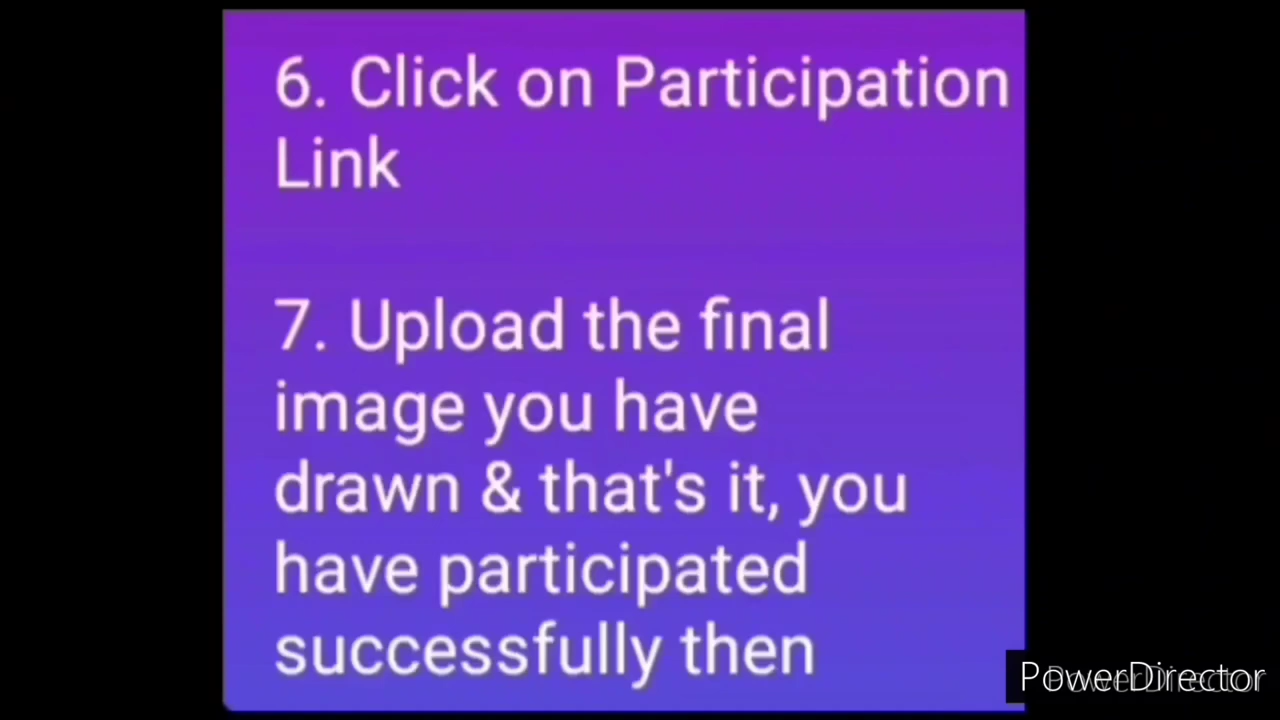 6. Click on Participation
Link
7. Upload the final
image you have
drawn & that's it, you
have participated
successfully then
PowerDirector
PowerDirector